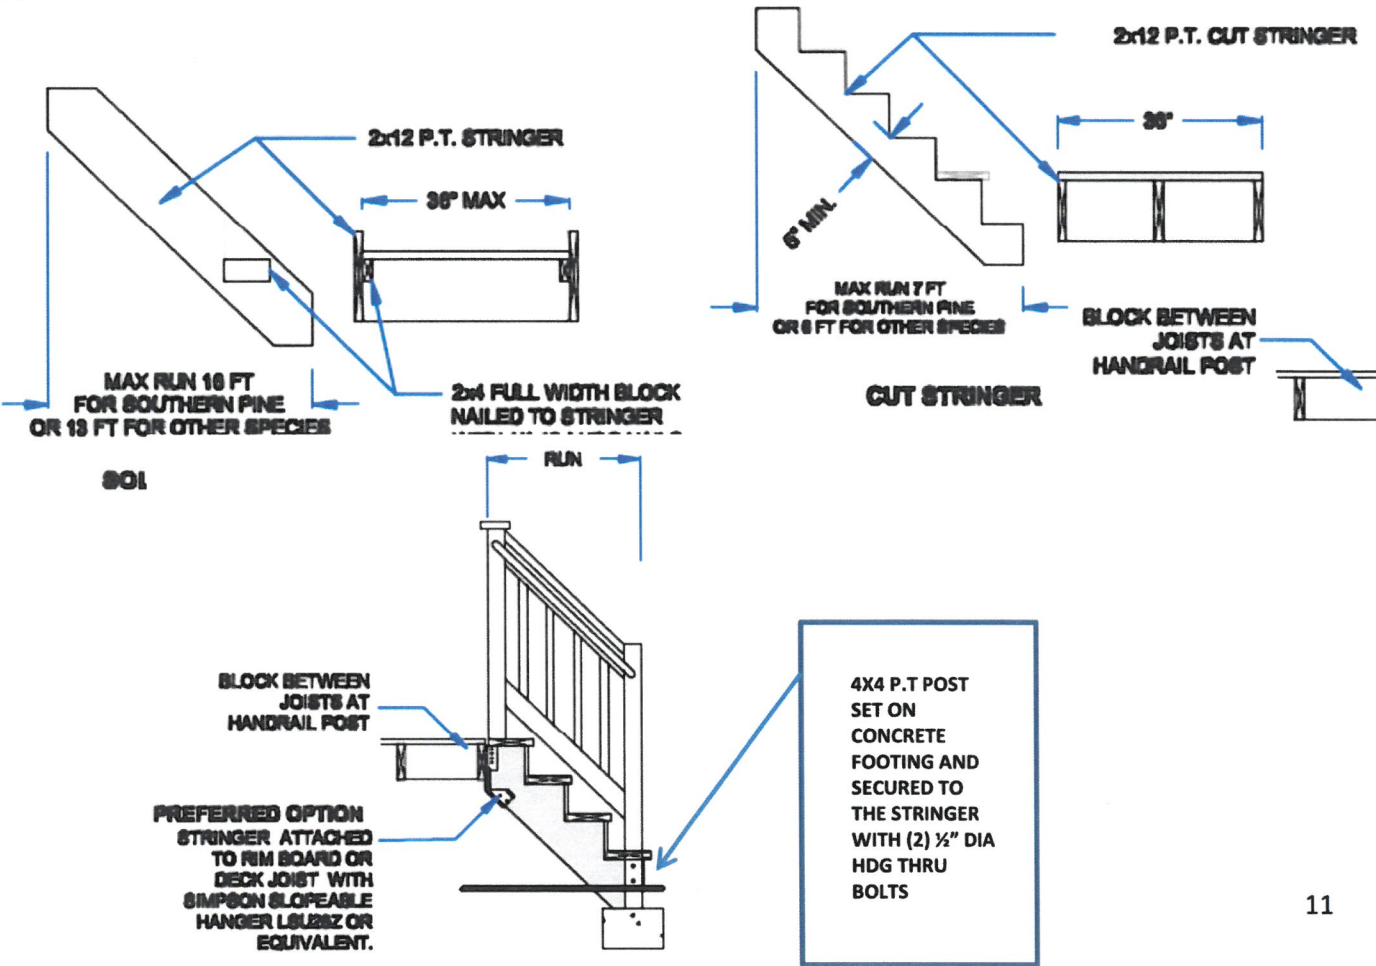 2x12 P.T. STRINGER
36" MAX
MAX RUN 16 FT
FOR SOUTHERN PINE
OR 13 FT FOR OTHER SPECIES
2x4 FULL WIDTH BLOCK
NAILED TO STRINGER
2x12 P.T. CUT STRINGER
36"
MIN.
MAX RUN 7 FT
FOR SOUTHERN PINE
OR 6 FT FOR OTHER SPECIES
CUT STRINGER
BLOCK BETWEEN
JOISTS AT
HANDRAIL POST
RUN
BLOCK BETWEEN
JOISTS AT
HANDRAIL POST
PREFERRED OPTION
STRINGER ATTACHED
TO RIM BOARD OR
DECK JOIST WITH
SIMPSON SLOPEABLE
HANGER OR
EQUIVALENT.
4X4 P.T POST
SET ON
CONCRETE
FOOTING AND
SECURED TO
THE STRINGER
WITH (2) ½” DIA
HDG THRU
BOLTS
11